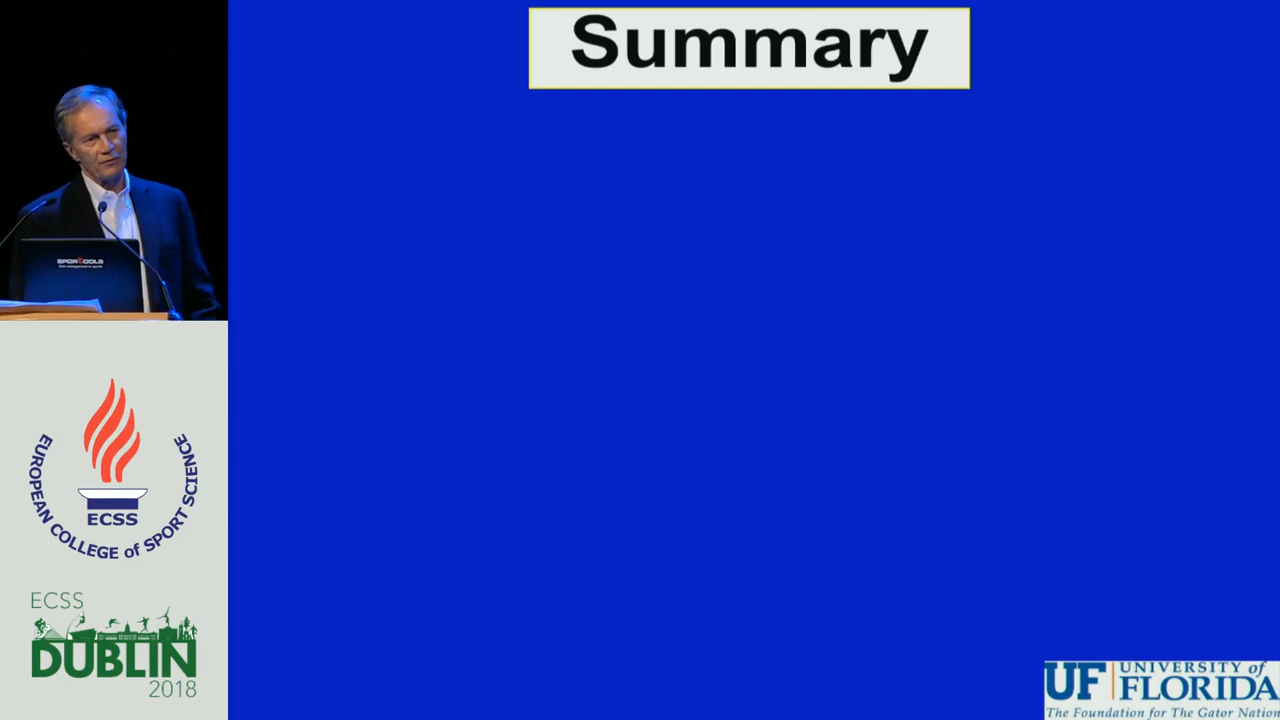 Summary
SPORTOOLS
EUROPEAN COLLEGE of SPORT SCIENCE
ECSS
ECSS
DUBLIN
2018
UF UNIVERSITY of
FLORIDA
The Foundation for The Gator Nation